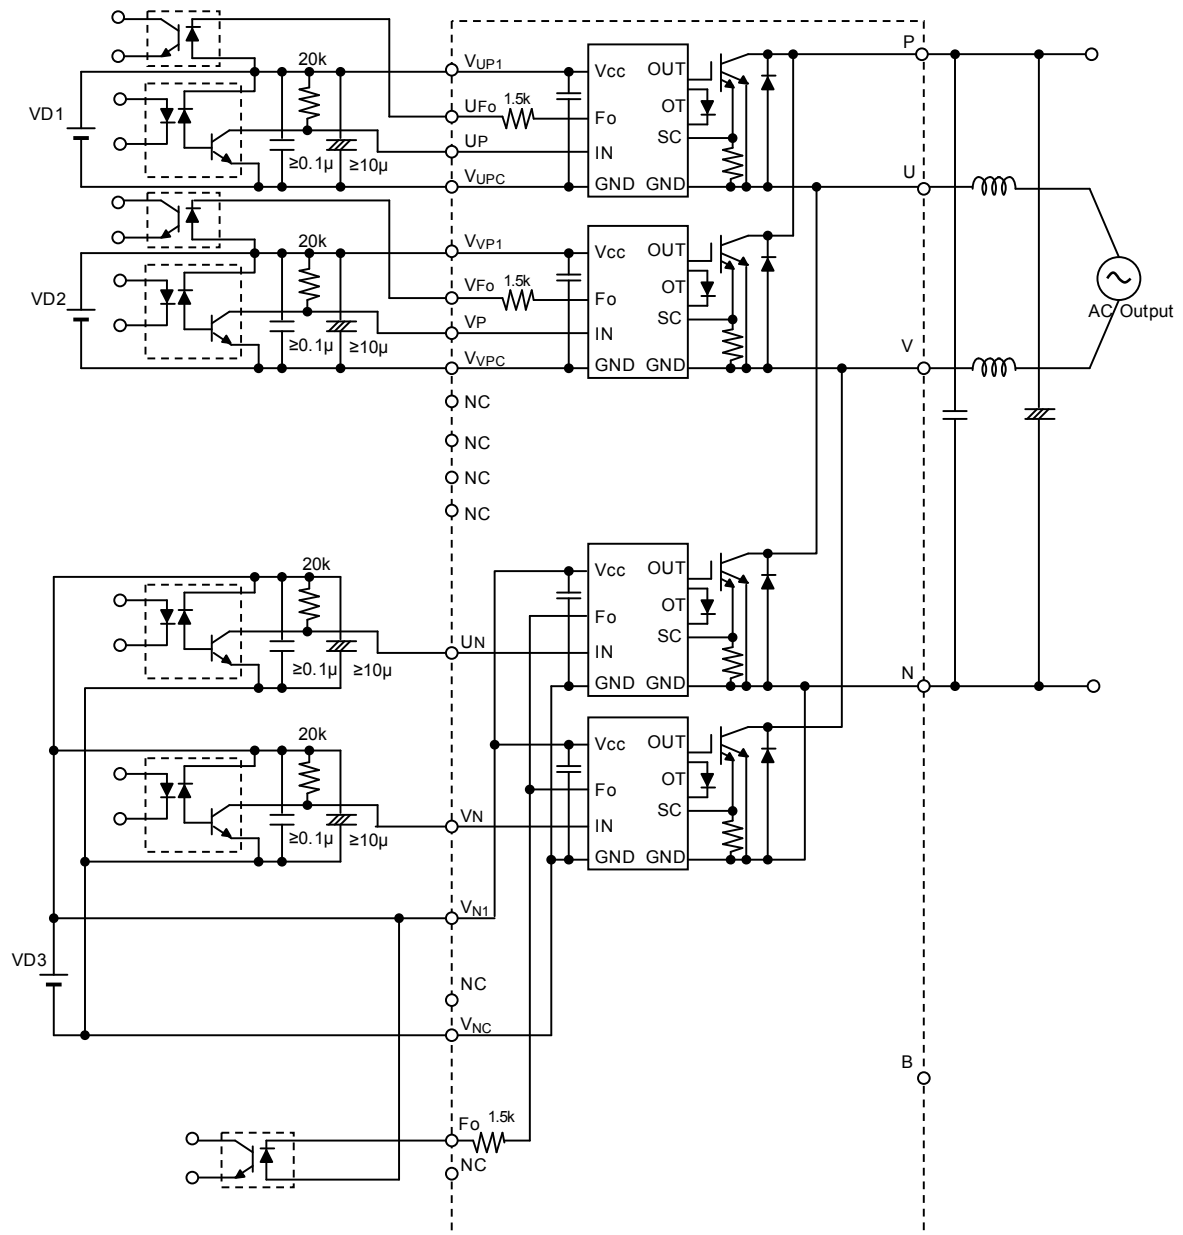 P
20k
VUP1
Vcc
OUT
VD1
UFo
1.5k
Fo
OT
UP
SC
IN
≥0.1μ
≥10μ
VUPC
GND
GND
U
20k
VVP1
Vcc
OUT
VD2
VFo
1.5k
Fo
OT
VP
SC
IN
AC Output
≥0.1μ
≥10μ
VVPC
GND
GND
V
NC
NC
NC
NC
20k
Vcc
OUT
Fo
OT
UN
SC
IN
≥0.1μ
≥10μ
GND
GND
N
20k
Vcc
OUT
Fo
OT
VN
SC
IN
≥0.1μ
≥10μ
GND
GND
VN1
VD3
NC
VNC
B
Fo
1.5k
NC